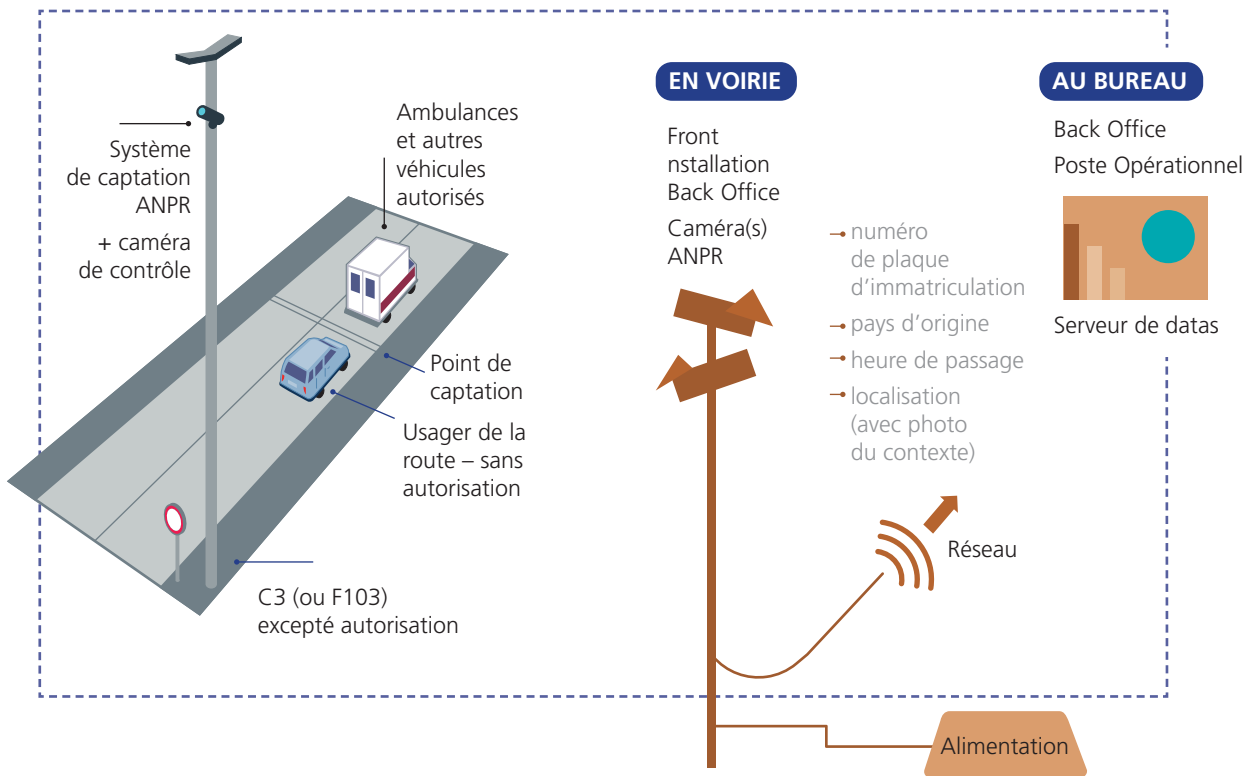 Système
de captation
ANPR
+ caméra
de contrôle
Ambulances
et autres
véhicules
autorisés
Point de
captation
Usager de la
route – sans
autorisation
C3 (ou F103)
excepté autorisation
EN VOIRIE
Front
nstallation
Back Office
Caméra(s)
ANPR
numéro
de plaque
d'immatriculation
pays d'origine
heure de passage
localisation
(avec photo
du contexte)
Réseau
Alimentation
AU BUREAU
Back Office
Poste Opérationnel
Serveur de datas